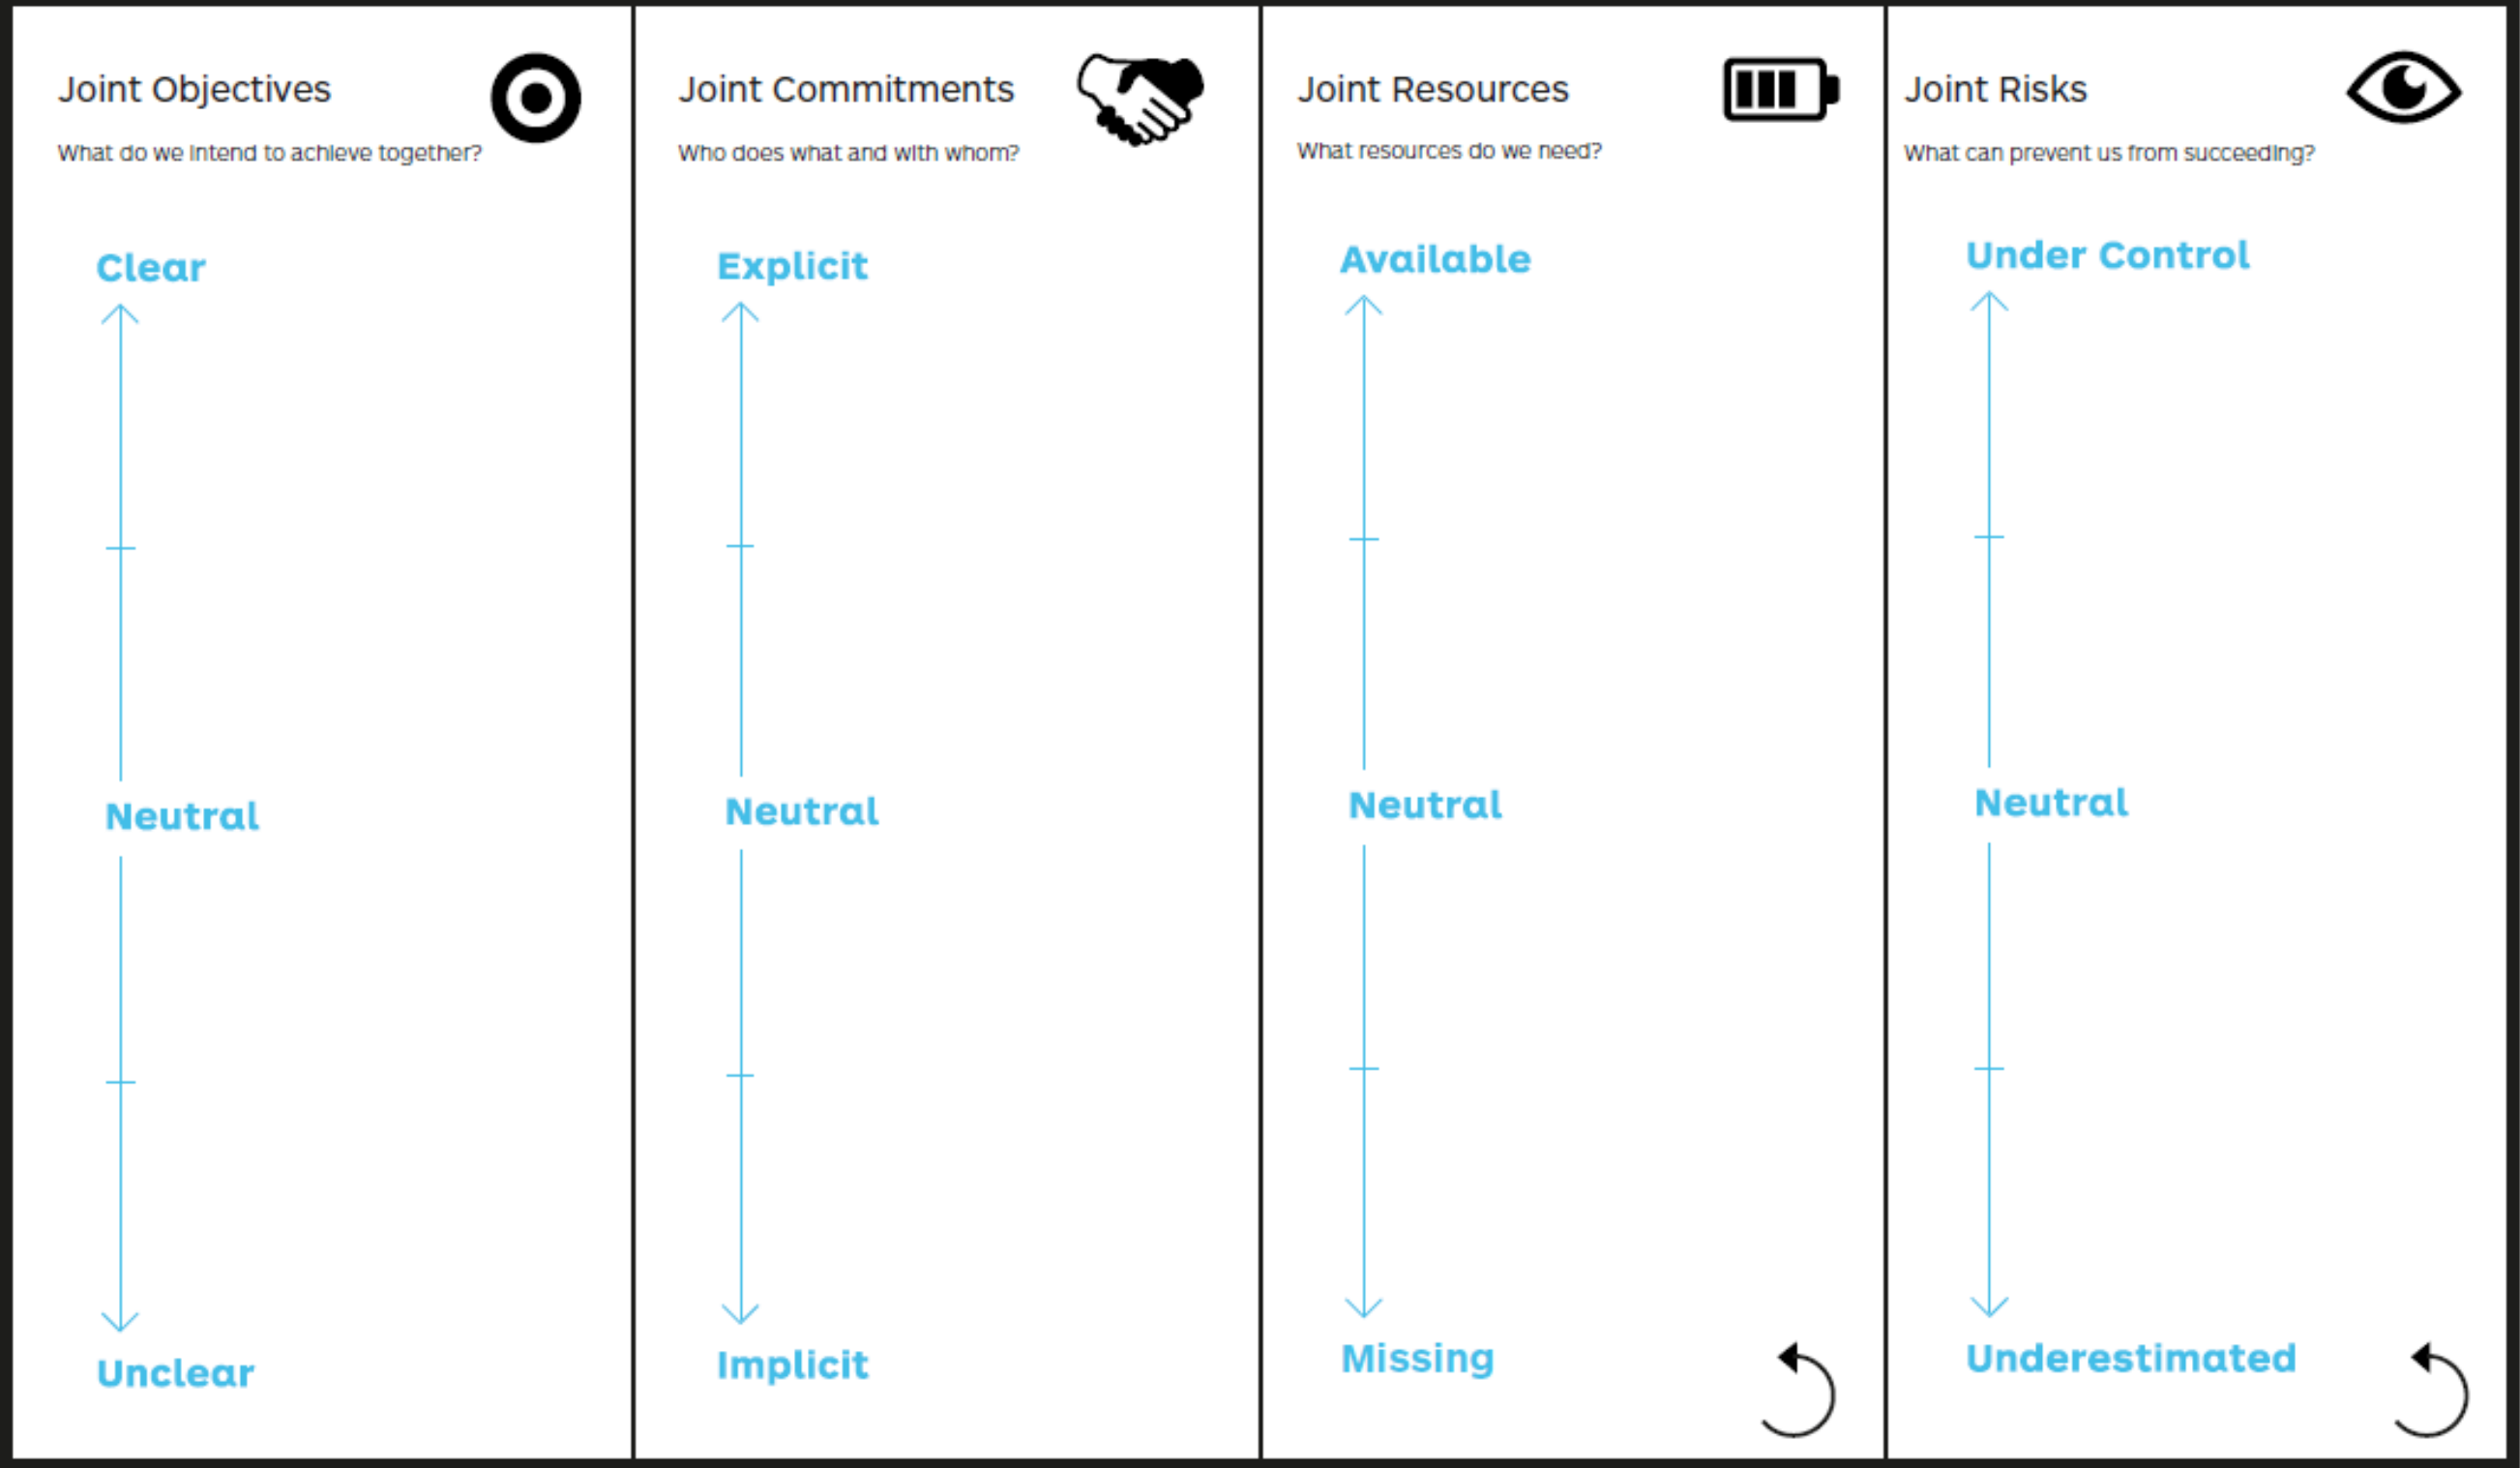 Joint Objectives
What do we intend to achieve together?
Clear
Neutral
Unclear
Joint Commitments
Who does what and with whom?
Explicit
Neutral
Implicit
Joint Resources
What resources do we need?
Available
Neutral
Missing
Joint Risks
What can prevent us from succeeding?
Under Control
Neutral
Underestimated